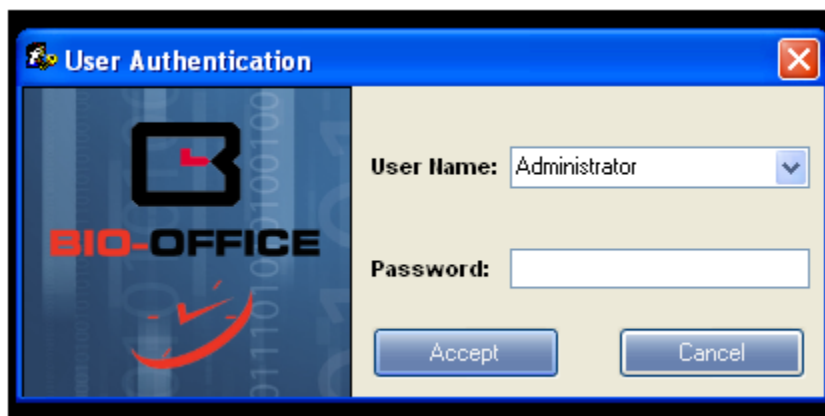 User Authentication
BIO-OFFICE
User Name: Administrator
Password:
Accept Cancel